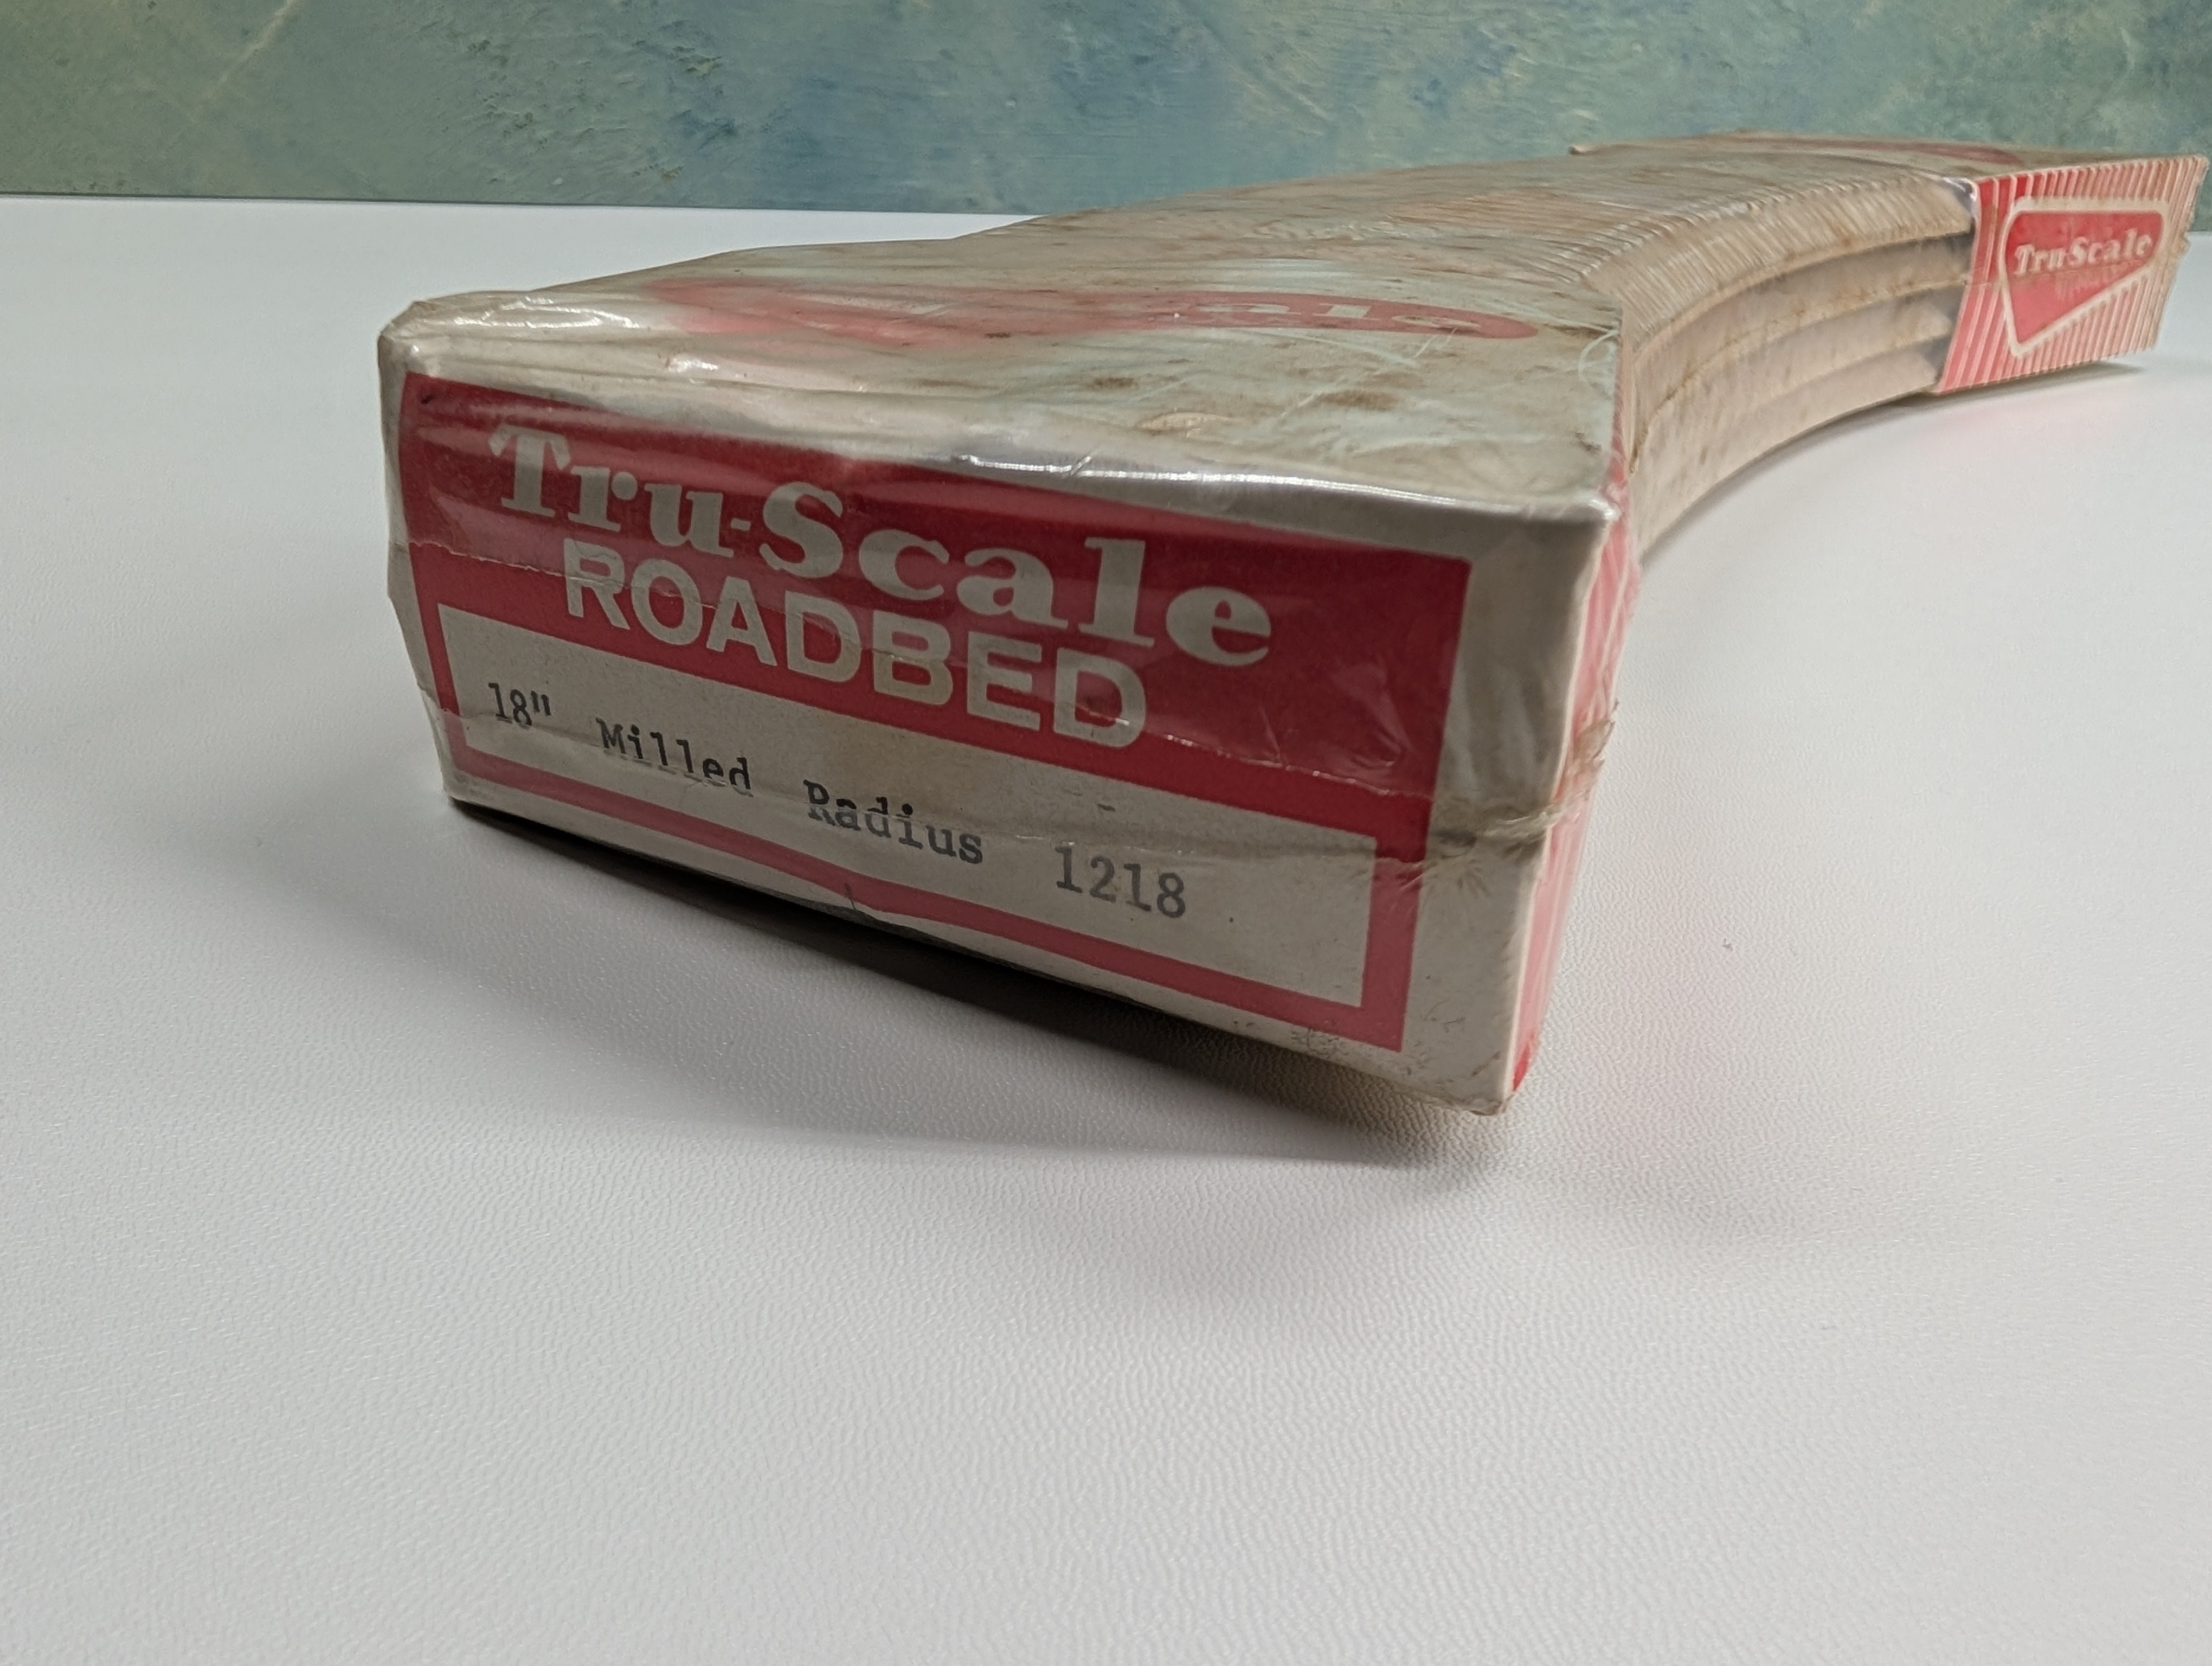 Tru-Scale
ROADBED
18" Milled Radius 1218
Tru-Scale